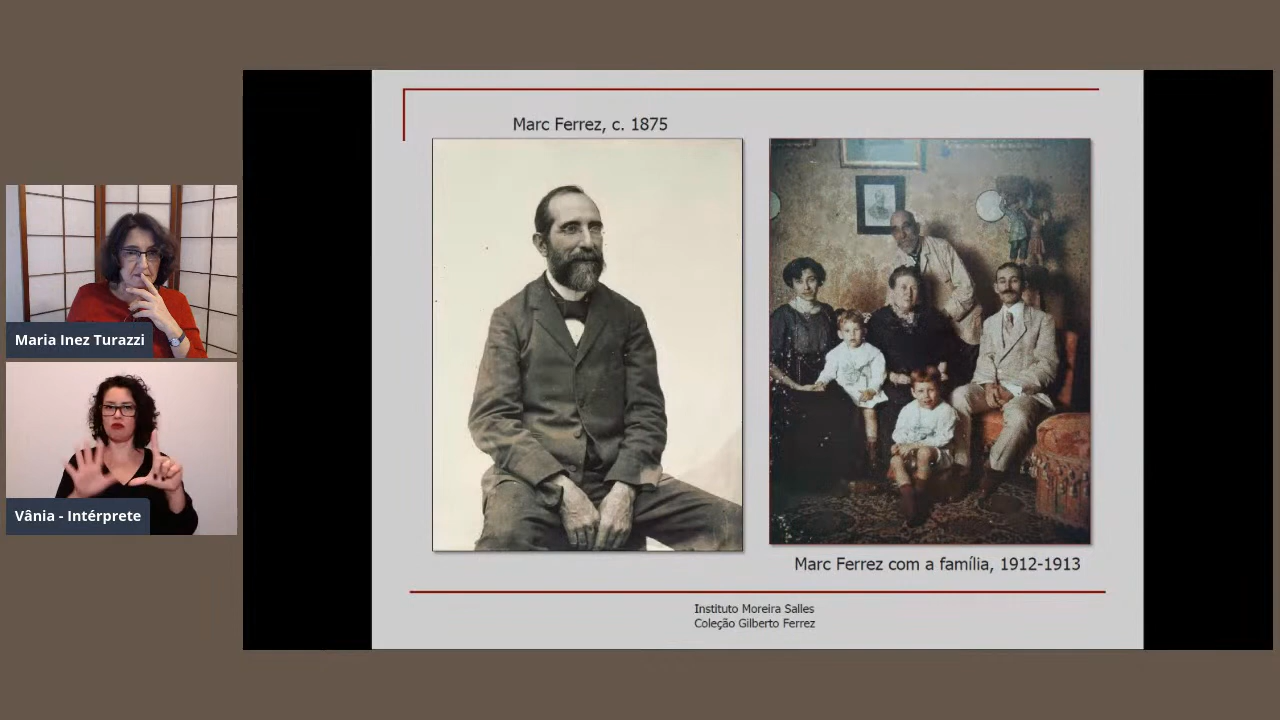 Marc Ferrez, c. 1875
Maria Inez Turazzi
Vânia - Intérprete
Marc Ferrez com a família, 1912-1913
Instituto Moreira Salles
Coleção Gilberto Ferrez